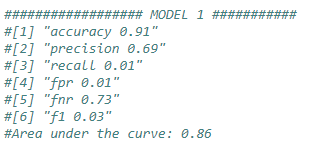 ################## MODEL 1 ###########
#[1] "accuracy 0.91"
#[2] "precision 0.69"
#[3] "recall 0.01"
#[4] "fpr 0.01"
#[5] "fnr 0.73"
#[6] "f1 0.03"
#Area under the curve: 0.86